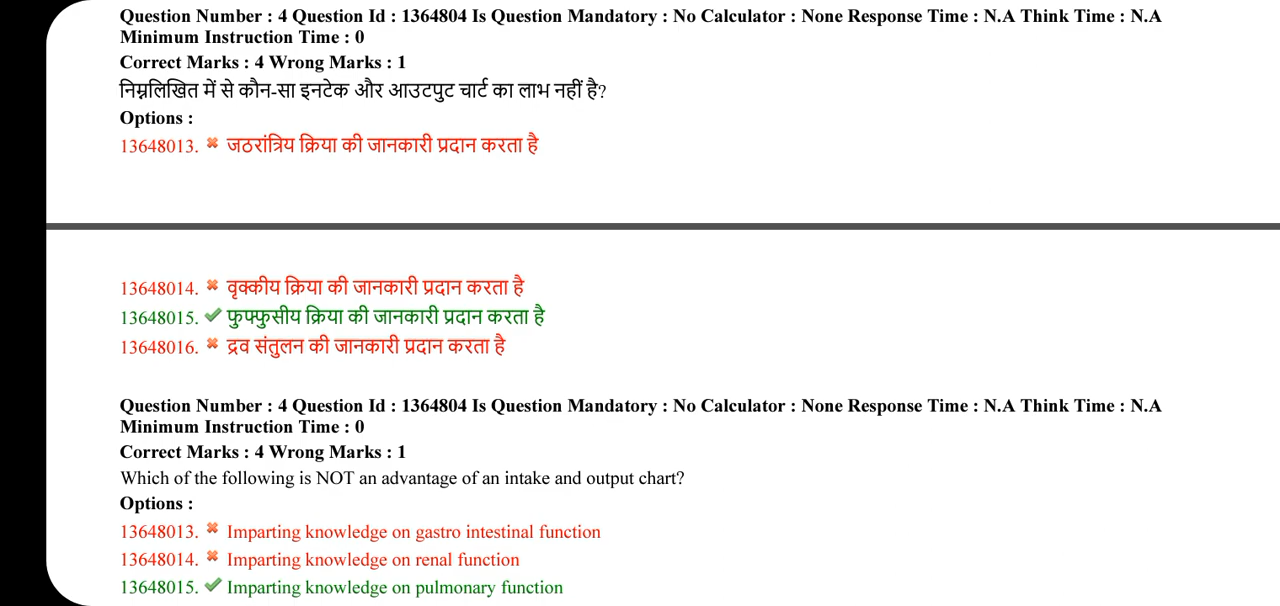 Question Number : 4 Question Id : 1364804 Is Question Mandatory : No Calculator : None Response Time : N.A Think Time : N.A
Minimum Instruction Time : 0
Correct Marks : 4 Wrong Marks : 1
निम्नलिखित में से कौन-सा इनटेक और आउटपुट चार्ट का लाभ नहीं है?
Options :
13648013. ✖ जठरांत्रिय क्रिया की जानकारी प्रदान करता है
13648014. ✖ वृक्कीय क्रिया की जानकारी प्रदान करता है
13648015. ✔ फुफ्फुसीय क्रिया की जानकारी प्रदान करता है
13648016. ✖ द्रव संतुलन की जानकारी प्रदान करता है
Question Number : 4 Question Id : 1364804 Is Question Mandatory : No Calculator : None Response Time : N.A Think Time : N.A
Minimum Instruction Time : 0
Correct Marks : 4 Wrong Marks : 1
Which of the following is NOT an advantage of an intake and output chart?
Options :
13648013. ✖ Imparting knowledge on gastro intestinal function
13648014. ✖ Imparting knowledge on renal function
13648015. ✔ Imparting knowledge on pulmonary function